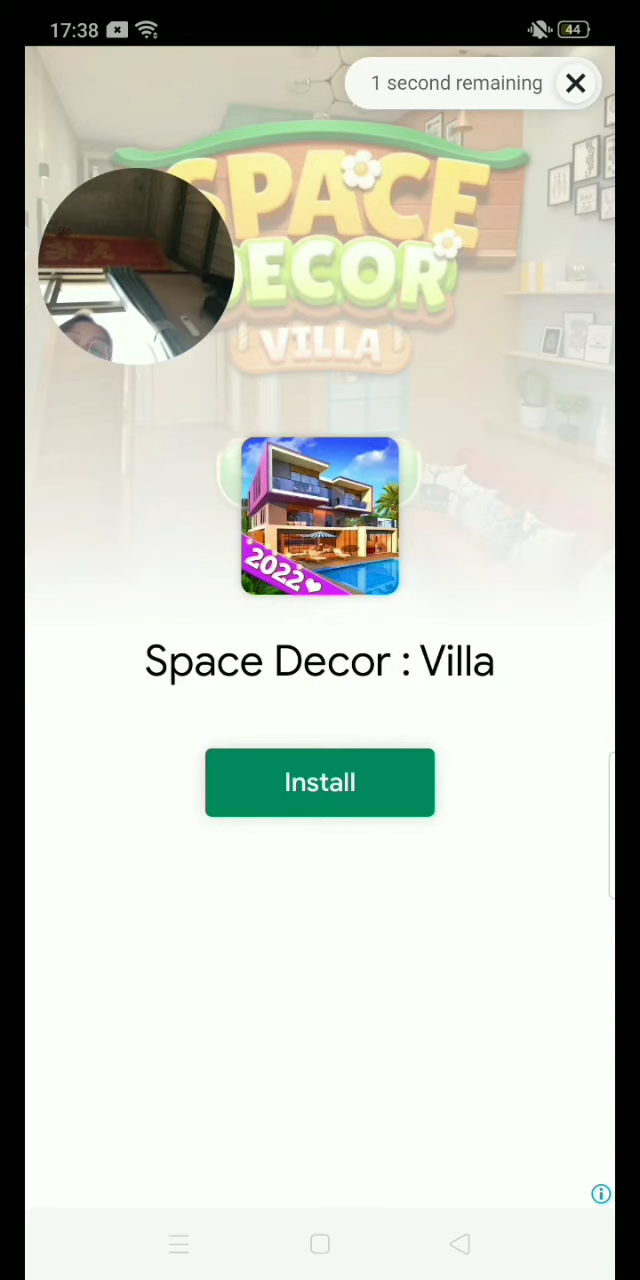 17:38
44
1 second remaining
SPACE
DECOR
VILLA
2022
Space Decor : Villa
Install